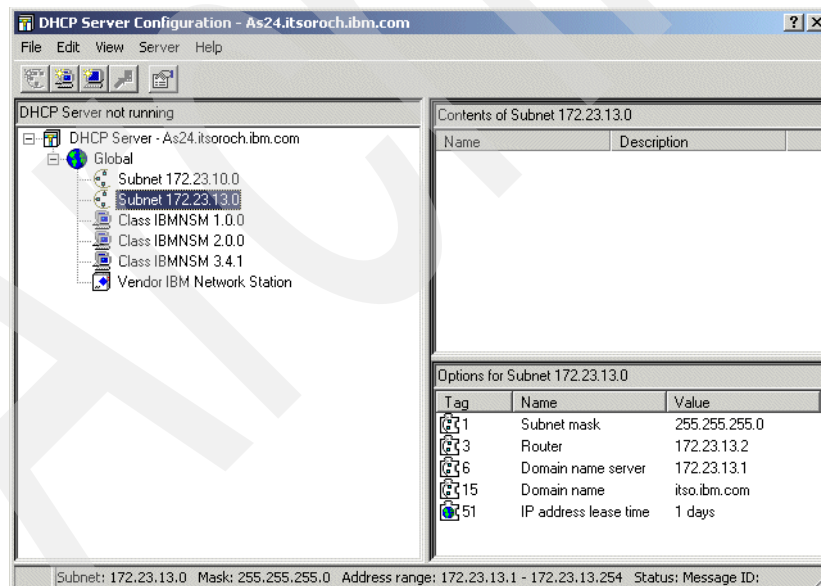 DHCP Server Configuration - As24.itsoroch.ibm.com
File Edit View Server Help
DHCP Server not running
DHCP Server - As24.itsoroch.ibm.com
Global
Subnet 172.23.10.0
Subnet 172.23.13.0
Class IBMNSM 1.0.0
Class IBMNSM 2.0.0
Class IBMNSM 3.4.1
Vendor IBM Network Station
Contents of Subnet 172.23.13.0
Name Description
Options for Subnet 172.23.13.0
Tag Name Value
1 Subnet mask 255.255.255.0
3 Router 172.23.13.2
6 Domain name server 172.23.13.1
15 Domain name itso.ibm.com
51 IP address lease time 1 days
Subnet: 172.23.13.0 Mask: 255.255.255.0 Address range: 172.23.13.1 - 172.23.13.254 Status: Message ID: